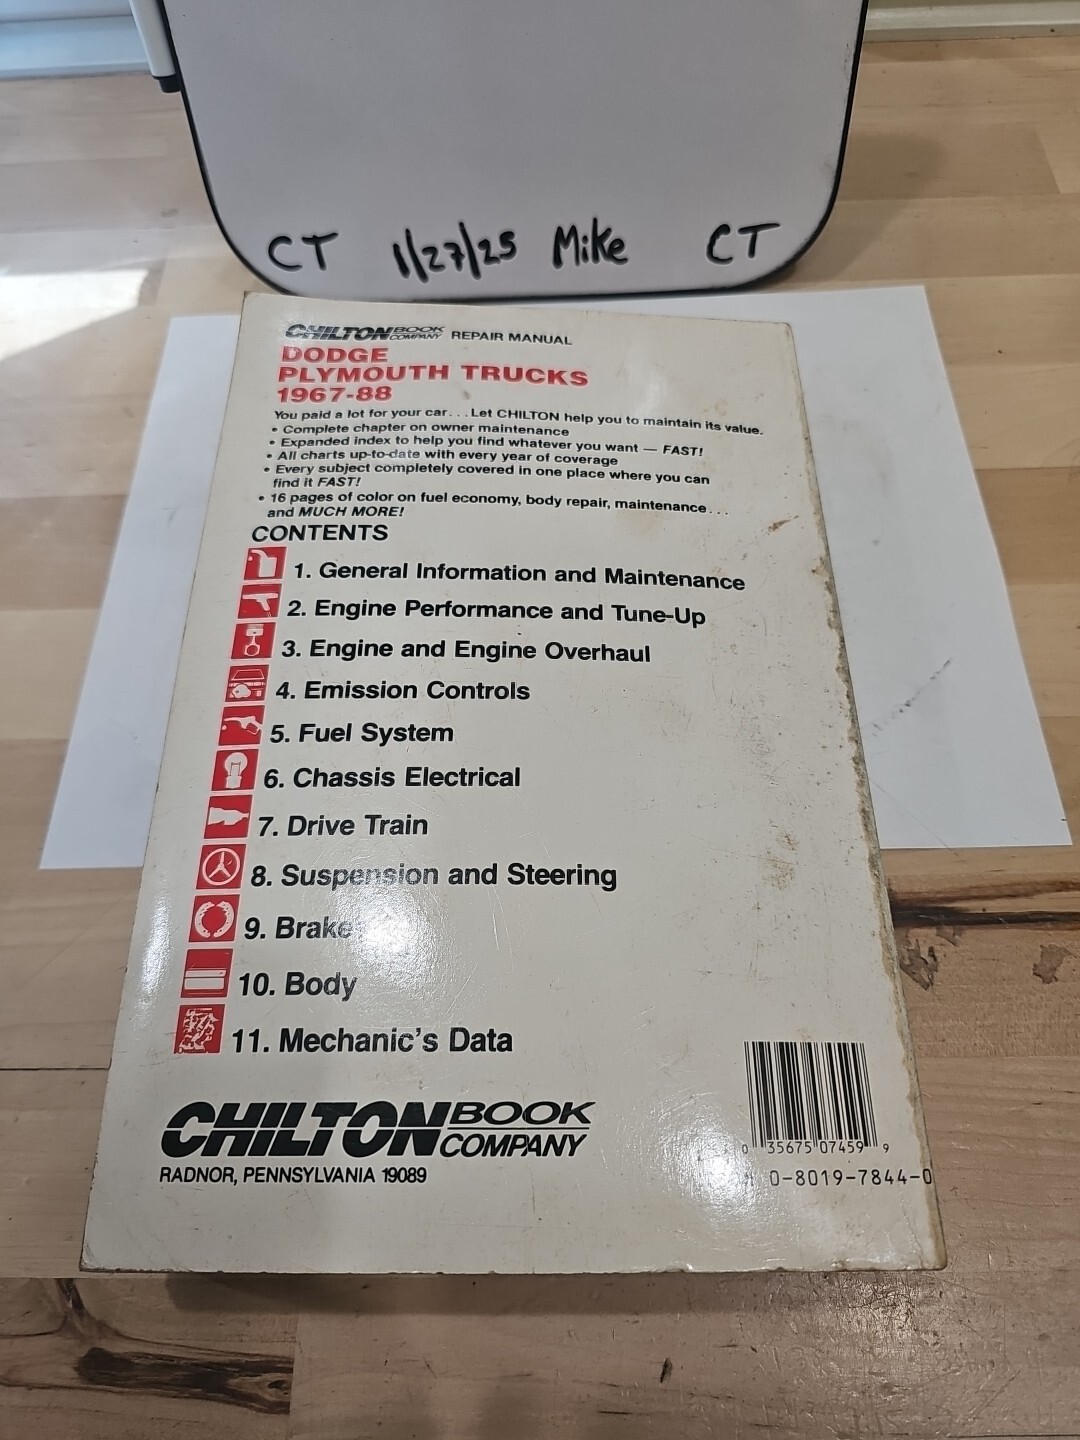 CT 1/27/25 Mike CT
CHILTON BOOK COMPANY REPAIR MANUAL
DODGE
PLYMOUTH TRUCKS
1967-88
You paid a lot for your car...Let CHILTON help you to maintain its value.
• Complete chapter on owner maintenance
• Expanded index to help you find whatever you want — FAST!
• All charts up-to-date with every year of coverage
• Every subject completely covered in one place where you can
find it FAST!
• 16 pages of color on fuel economy, body repair, maintenance...
and MUCH MORE!
CONTENTS
1. General Information and Maintenance
2. Engine Performance and Tune-Up
3. Engine and Engine Overhaul
4. Emission Controls
5. Fuel System
6. Chassis Electrical
7. Drive Train
8. Suspension and Steering
9. Brake
10. Body
11. Mechanic's Data
CHILTON BOOK COMPANY
RADNOR, PENNSYLVANIA 19089
0 35675 07459 9
0-8019-7844-0